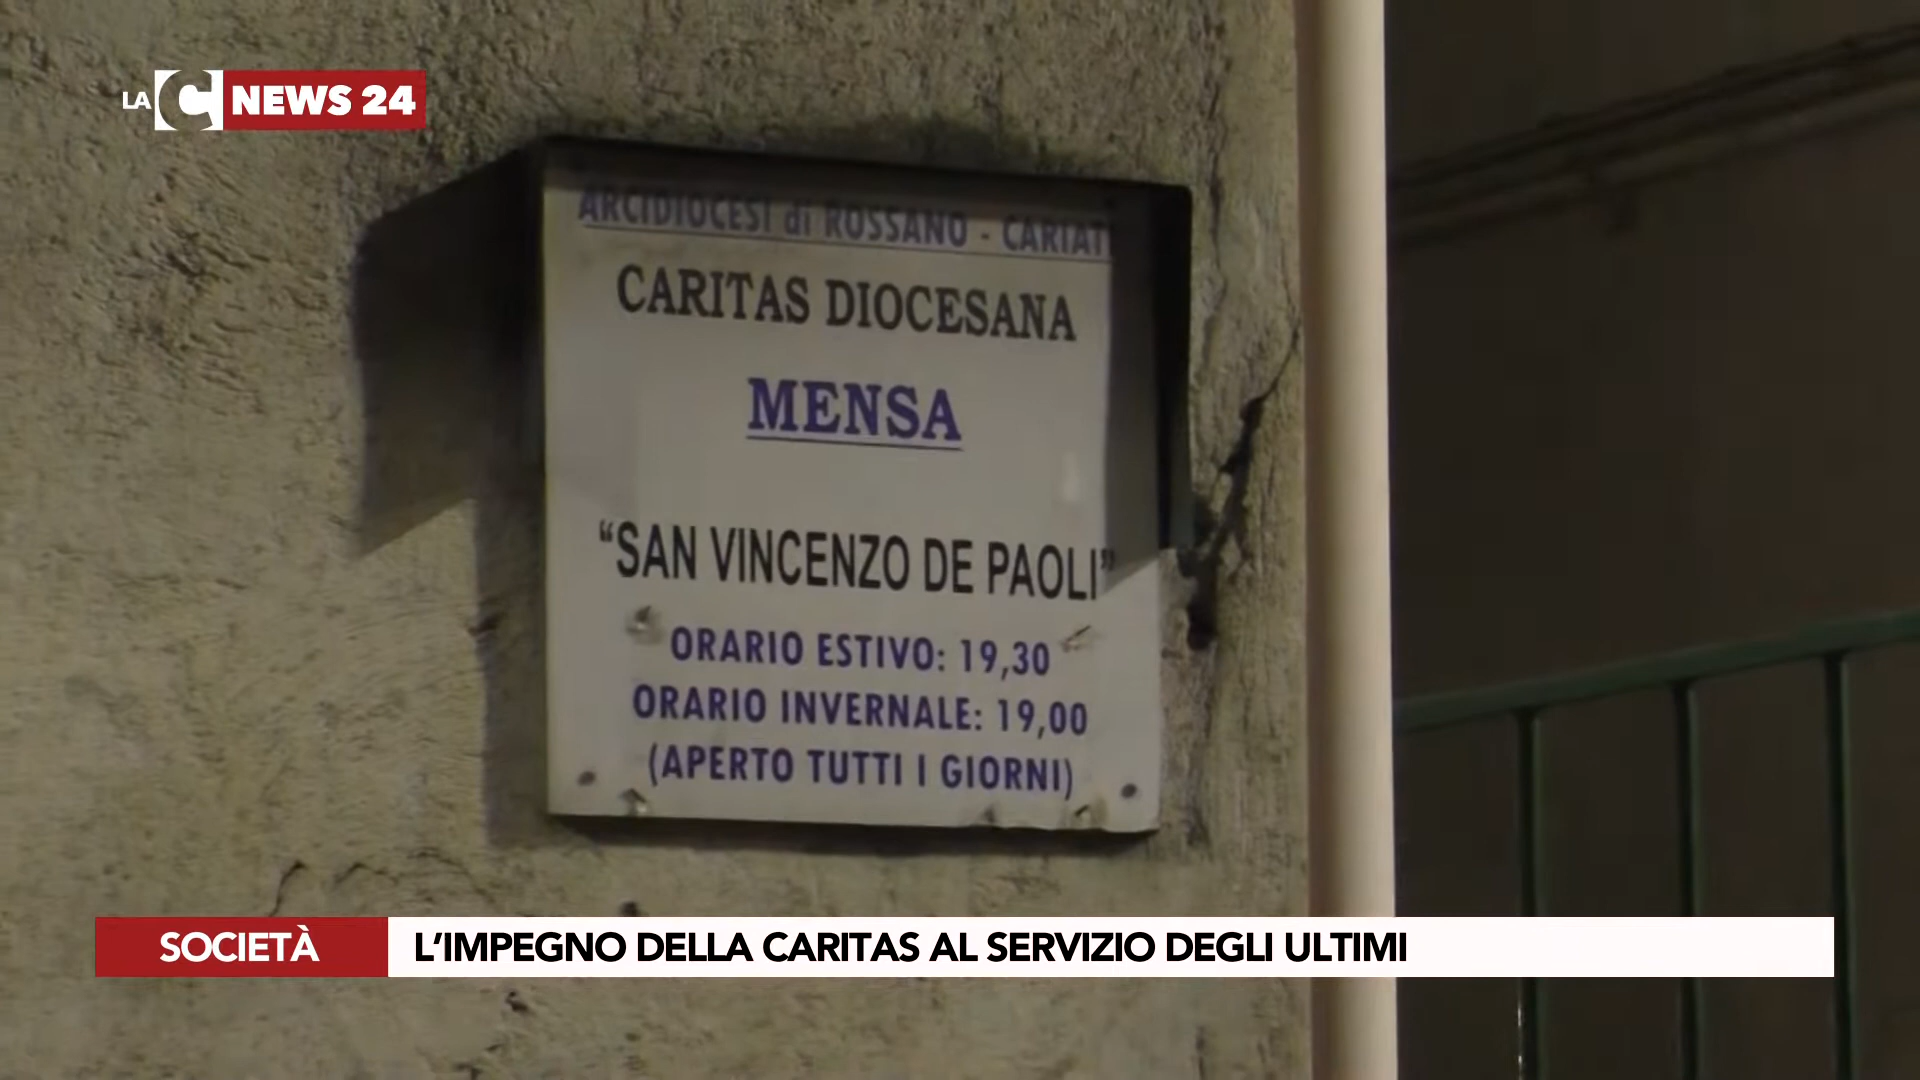 LA C NEWS 24
ARCIDIOCESI di ROSSANO - CARIATI
CARITAS DIOCESANA
MENSA
“SAN VINCENZO DE PAOLI”
ORARIO ESTIVO: 19,30
ORARIO INVERNALE: 19,00
(APERTO TUTTI I GIORNI)
SOCIETÀ L’IMPEGNO DELLA CARITAS AL SERVIZIO DEGLI ULTIMI